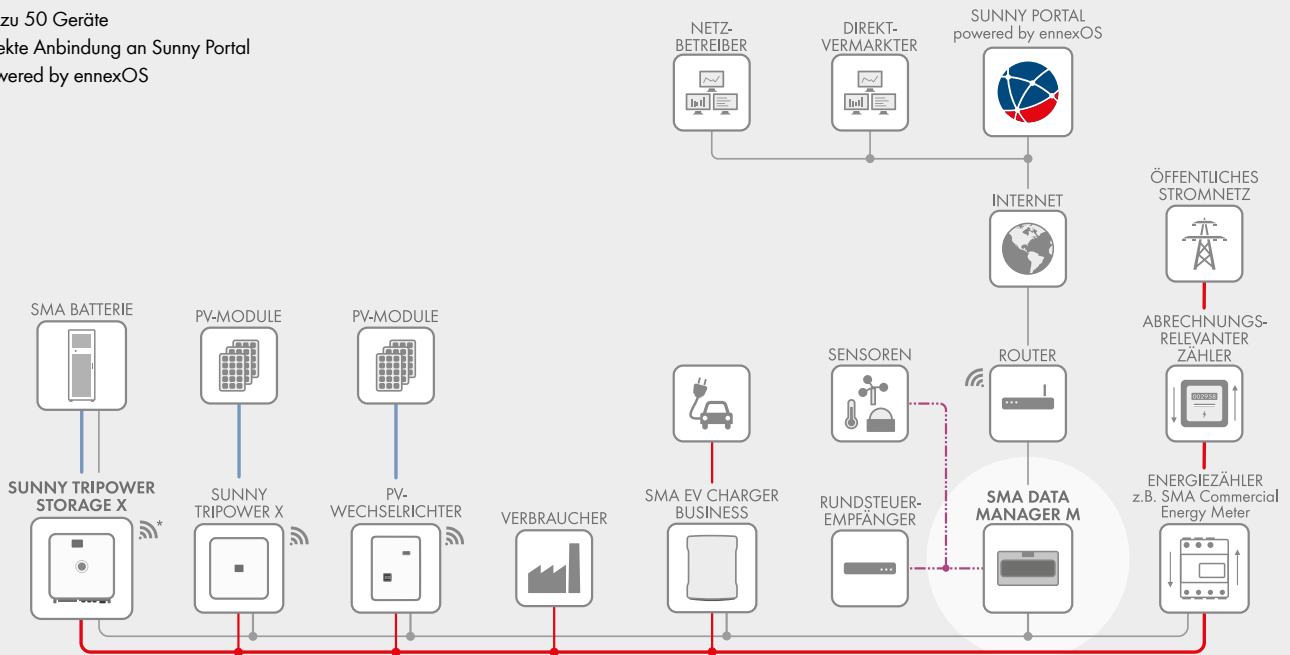 zu 50 Geräte
ekte Anbindung an Sunny Portal
wered by ennexOS
NETZ-
BETREIBER
DIREKT-
VERMARKTER
SUNNY PORTAL
powered by ennexOS
INTERNET
ÖFFENTLICHES
STROMNETZ
SMA BATTERIE
PV-MODULE
PV-MODULE
SENSOREN
ROUTER
ABRECHNUNGS-
RELEVANTER
ZÄHLER
002958
SUNNY TRIPOWER
STORAGE X
*
SUNNY
TRIPOWER X
PV-
WECHSELRICHTER
VERBRAUCHER
SMA EV CHARGER
BUSINESS
RUNDSTEUER-
EMPFÄNGER
SMA DATA
MANAGER M
ENERGIEZÄHLER
z.B. SMA Commercial
Energy Meter